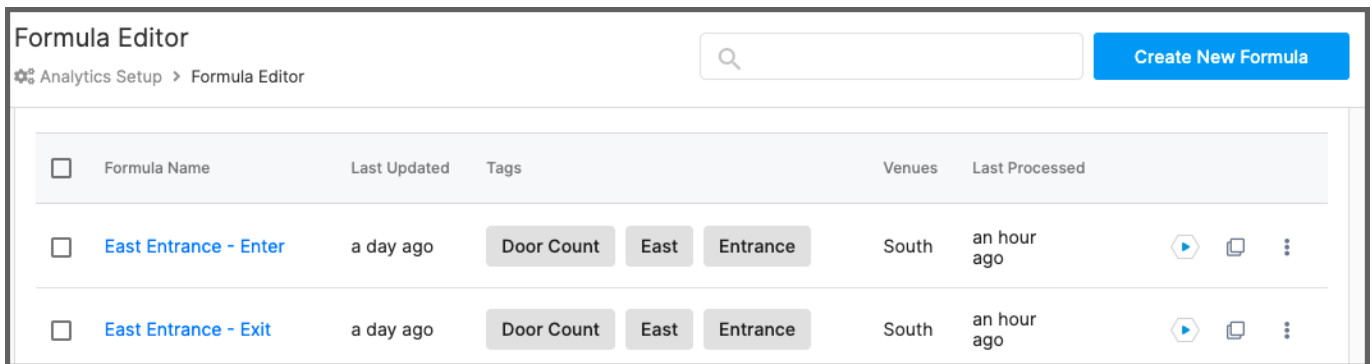 Formula Editor
Create New Formula
Analytics Setup > Formula Editor
Formula Name Last Updated Tags Venues Last Processed
East Entrance - Enter a day ago Door Count East Entrance South an hour
ago
East Entrance - Exit a day ago Door Count East Entrance South an hour
ago